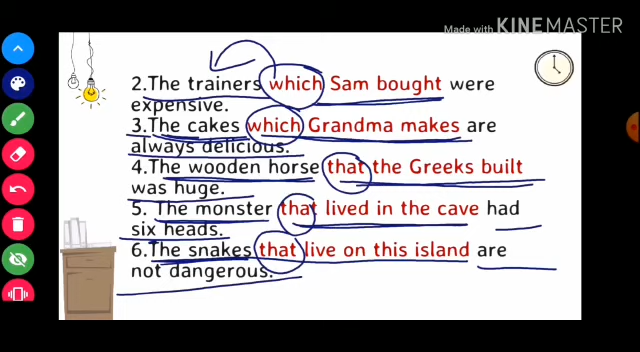 Made with KINEMASTER
2.The trainers which Sam bought were
expensive.
3.The cakes which Grandma makes are
always delicious.
4.The wooden horse that the Greeks built
was huge.
5. The monster that lived in the cave had
six heads.
6.The snakes that live on this island are
not dangerous.